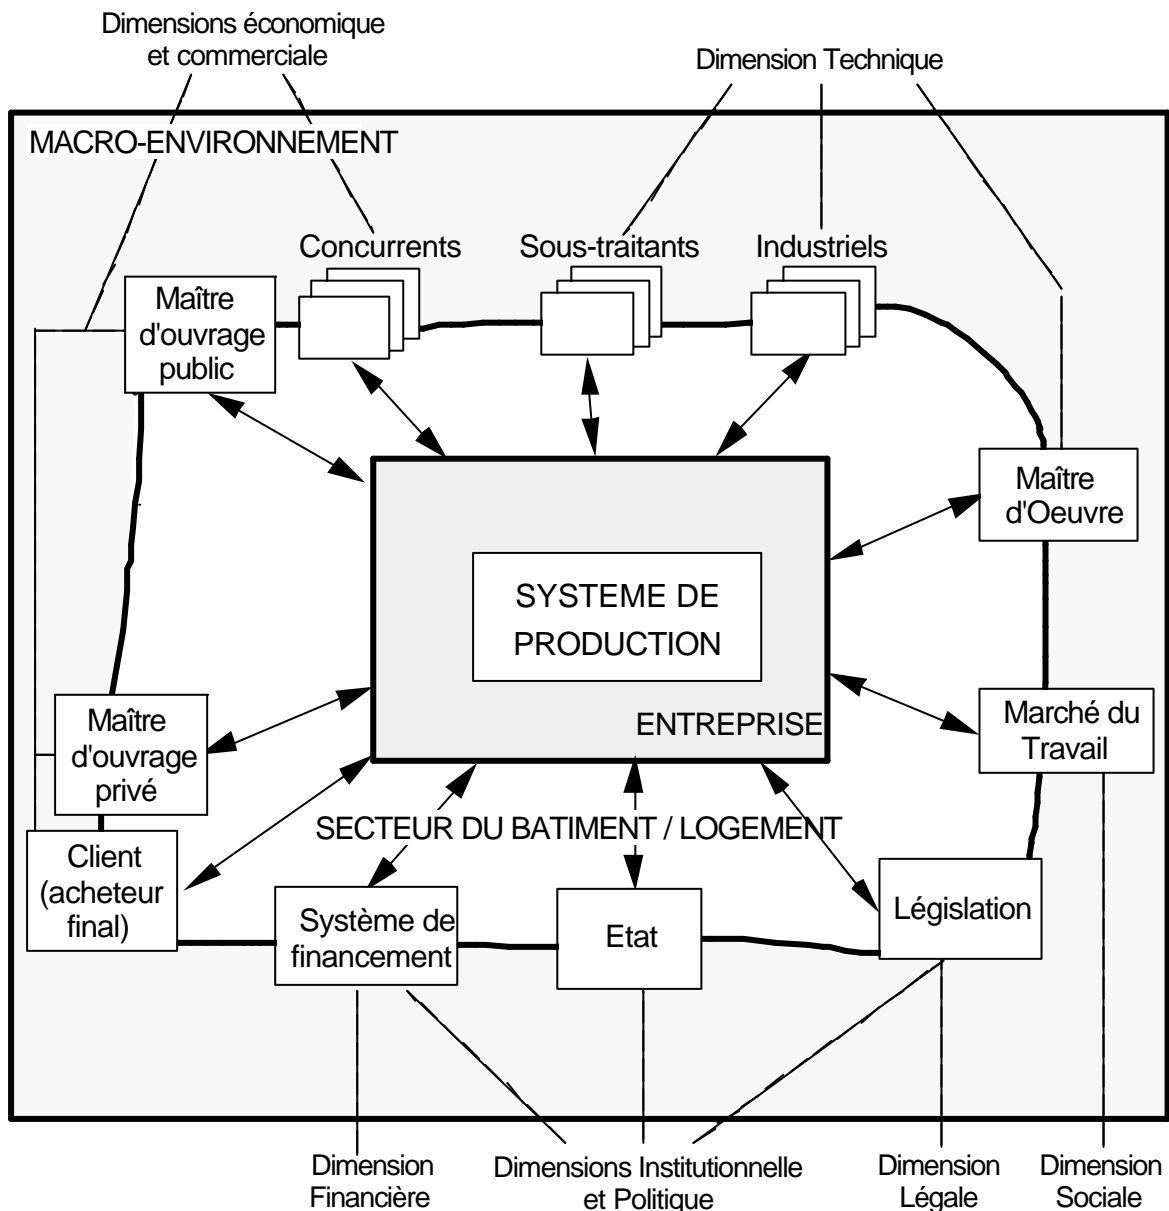 Dimensions économique
et commerciale
Dimension Technique
MACRO-ENVIRONNEMENT
Concurrents
Sous-traitants
Industriels
Maître
d'ouvrage
public
Maître
d'Oeuvre
SYSTEME DE
PRODUCTION
ENTREPRISE
Maître
d'ouvrage
privé
Marché du
Travail
SECTEUR DU BATIMENT / LOGEMENT
Client
(acheteur
final)
Système de
financement
Etat
Législation
Dimension
Financière
Dimensions Institutionnelle
et Politique
Dimension
Légale
Dimension
Sociale